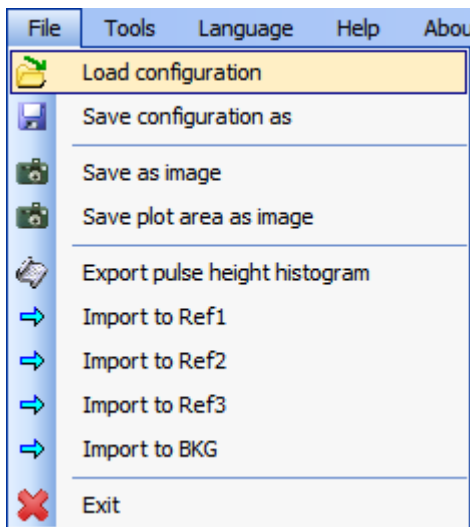 File Tools Language Help Abou
Load configuration
Save configuration as
Save as image
Save plot area as image
Export pulse height histogram
Import to Ref1
Import to Ref2
Import to Ref3
Import to BKG
Exit